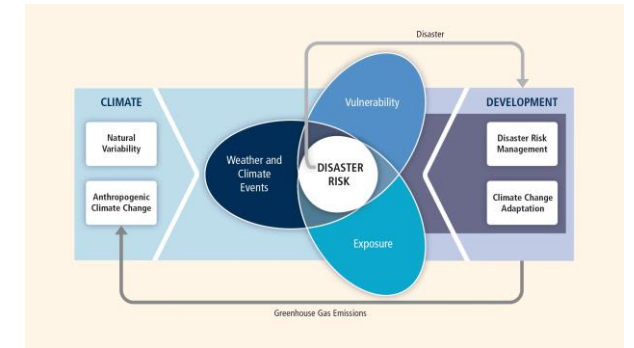 Disaster
CLIMATE
Natural
Variability
Anthropogenic
Climate Change
Vulnerability
Weather and
Climate
Events
DISASTER
RISK
Exposure
DEVELOPMENT
Disaster Risk
Management
Climate Change
Adaptation
Greenhouse Gas Emissions